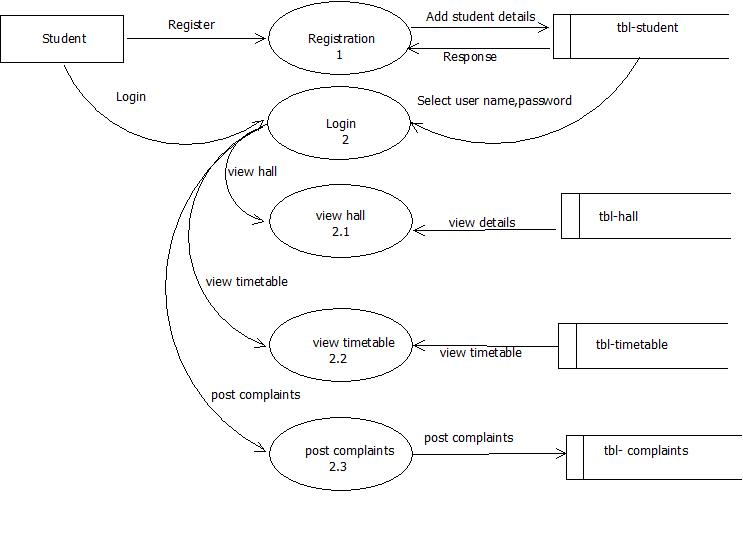 Register
Add student details
tbl-student
Student
Registration
1
Response
Login
Select user name,password
Login
2
view hall
view hall
2.1
view details
tbl-hall
view timetable
view timetable
2.2
view timetable
tbl-timetable
post complaints
post complaints
2.3
post complaints
tbl- complaints